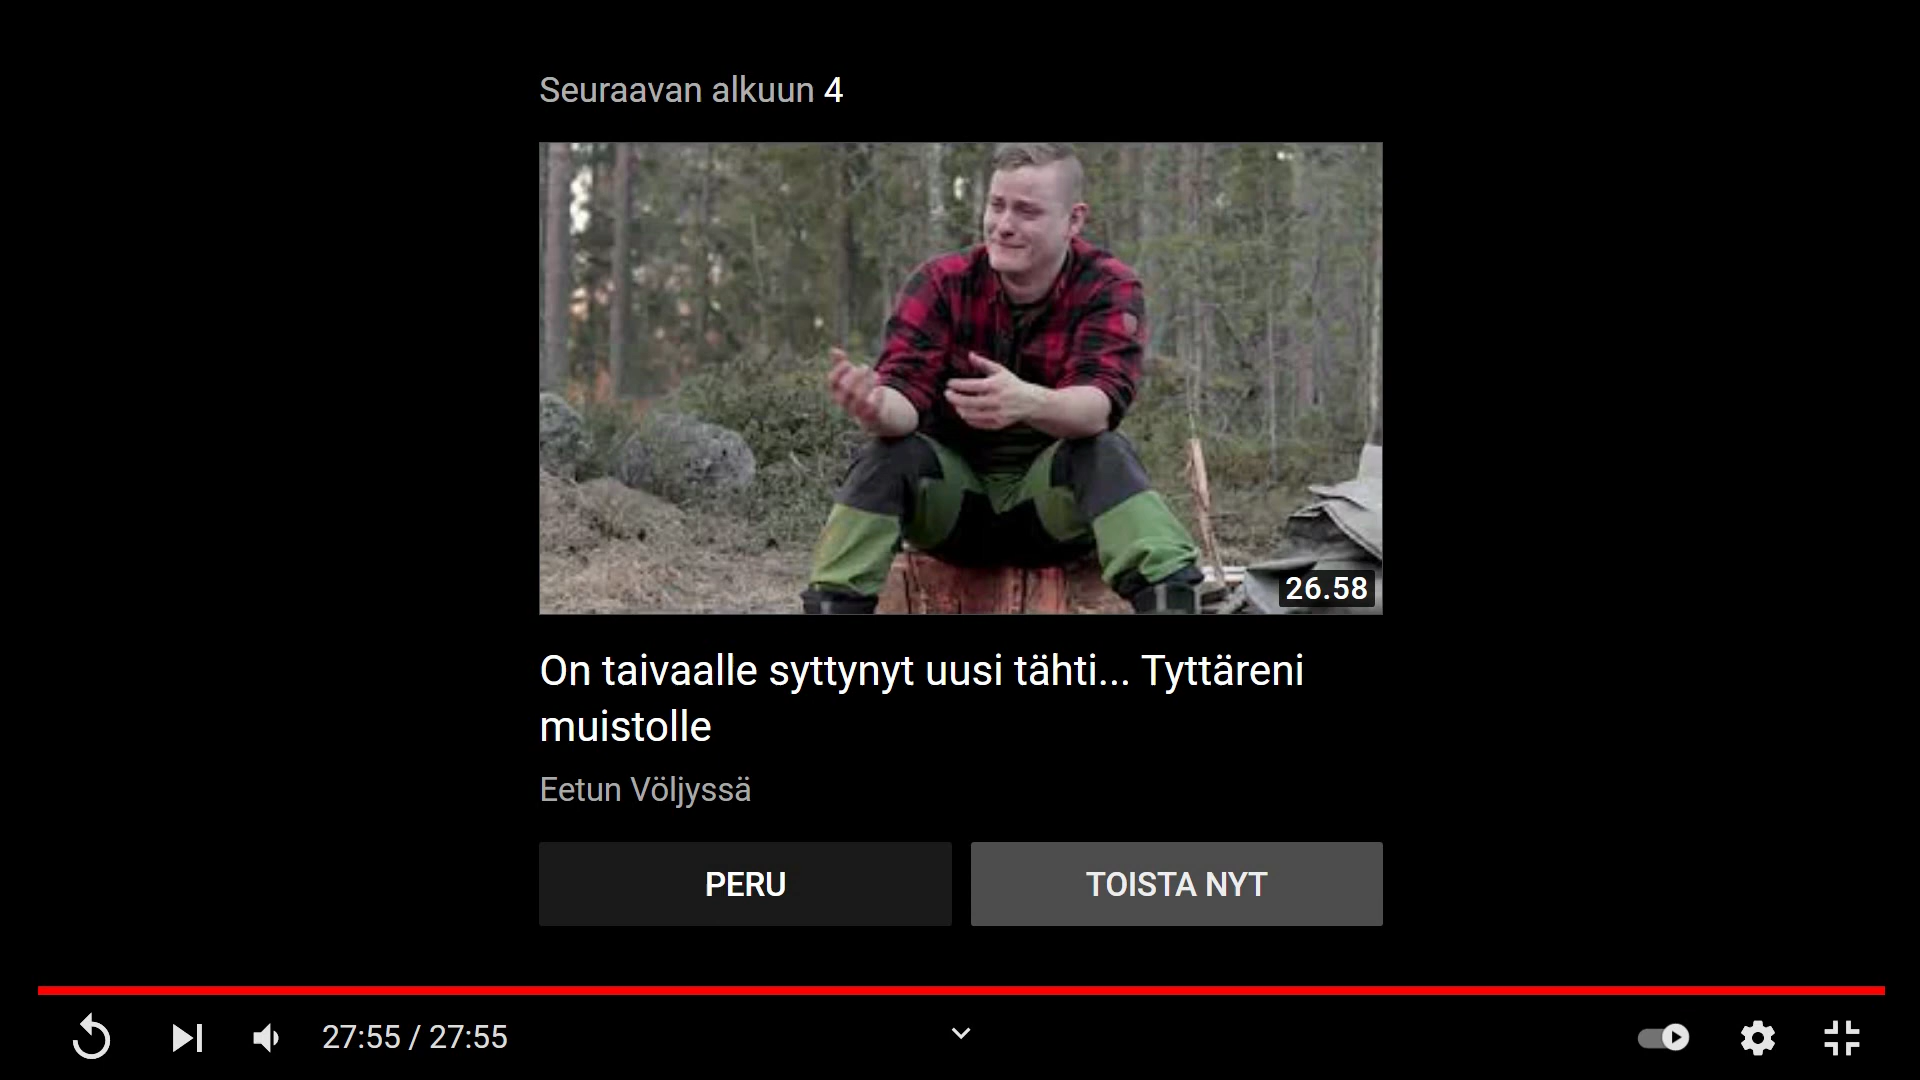 Seuraavan alkuun 4
26.58
On taivaalle syttynyt uusi tähti... Tyttäreni
muistolle
Eetun Völjyssä
PERU
TOISTA NYT
27:55 / 27:55